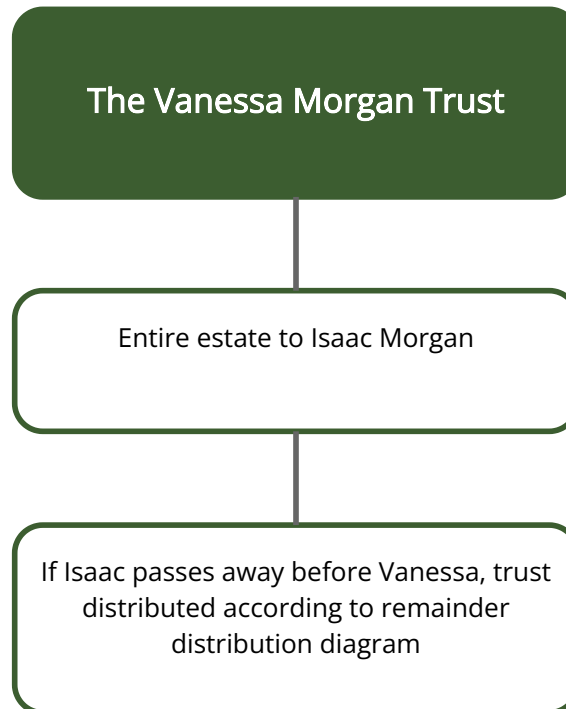 The Vanessa Morgan Trust
Entire estate to Isaac Morgan
If Isaac passes away before Vanessa, trust
distributed according to remainder
distribution diagram